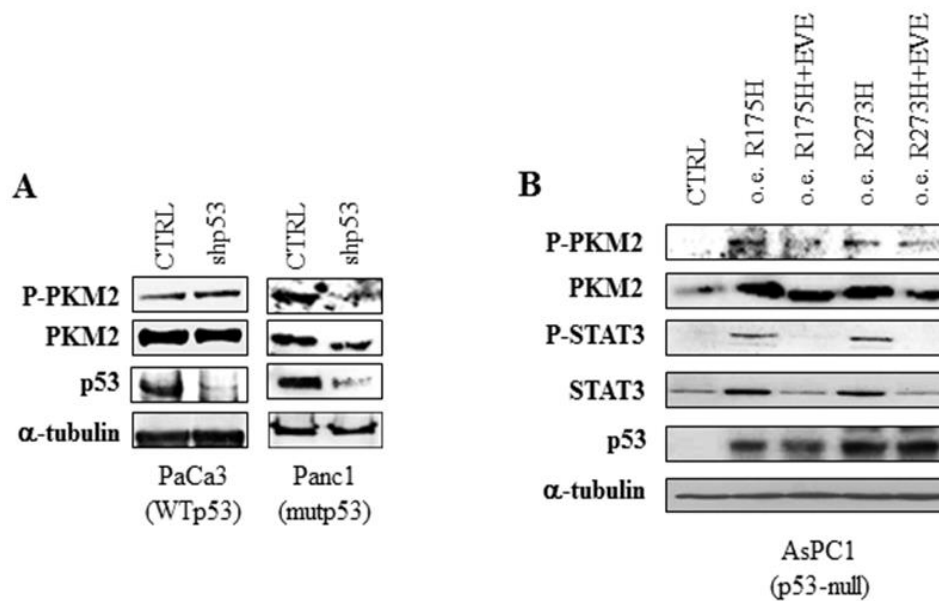 A
CTRL
shp53
CTRL
shp53
P-PKM2
PKM2
p53
α-tubulin
PaCa3
(WTp53)
Panc1
(mutp53)
B
CTRL
o.e. R175H
o.e. R175H+EVE
o.e. R273H
o.e. R273H+EVE
P-PKM2
PKM2
P-STAT3
STAT3
p53
α-tubulin
AsPC1
(p53-null)